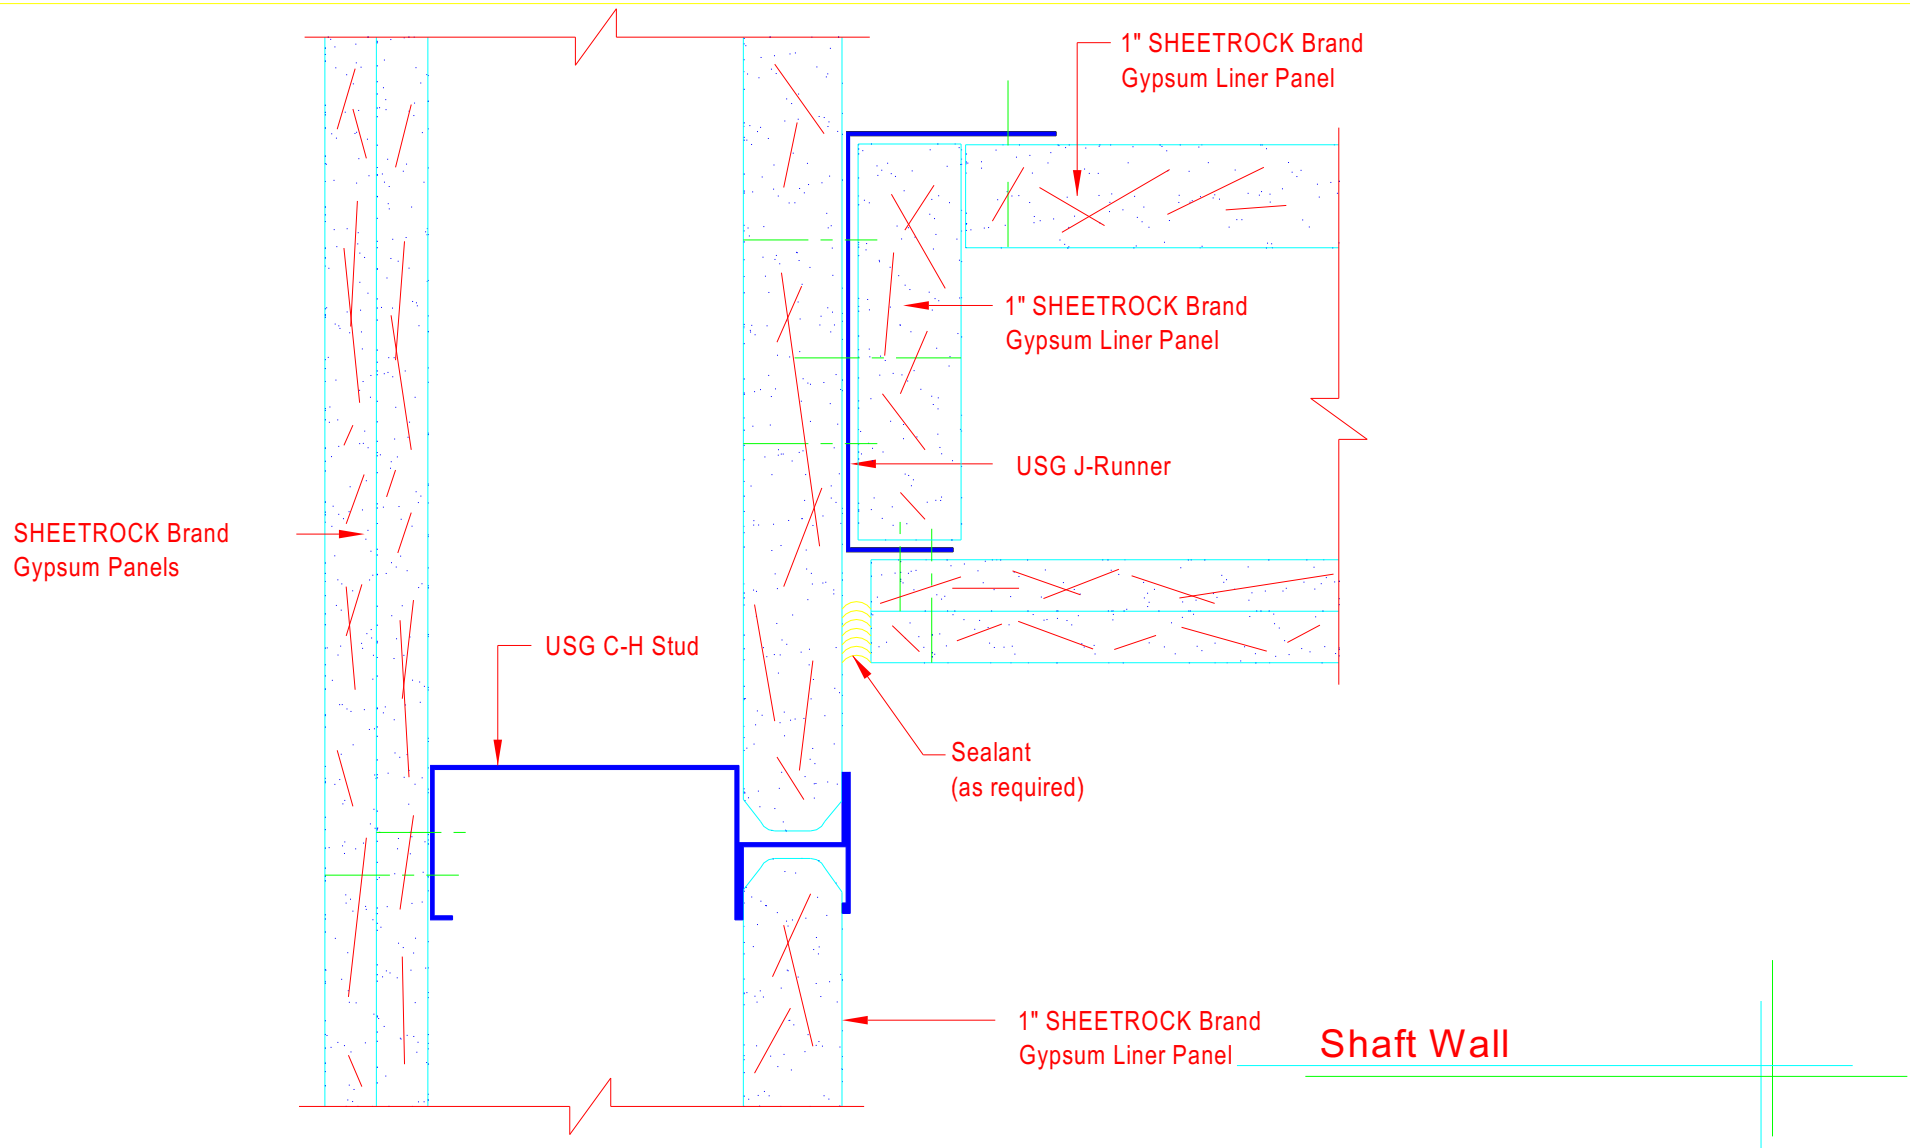 1" SHEETROCK Brand
Gypsum Liner Panel
1" SHEETROCK Brand
Gypsum Liner Panel
USG J-Runner
SHEETROCK Brand
Gypsum Panels
USG C-H Stud
Sealant
(as required)
1" SHEETROCK Brand
Gypsum Liner Panel
Shaft Wall